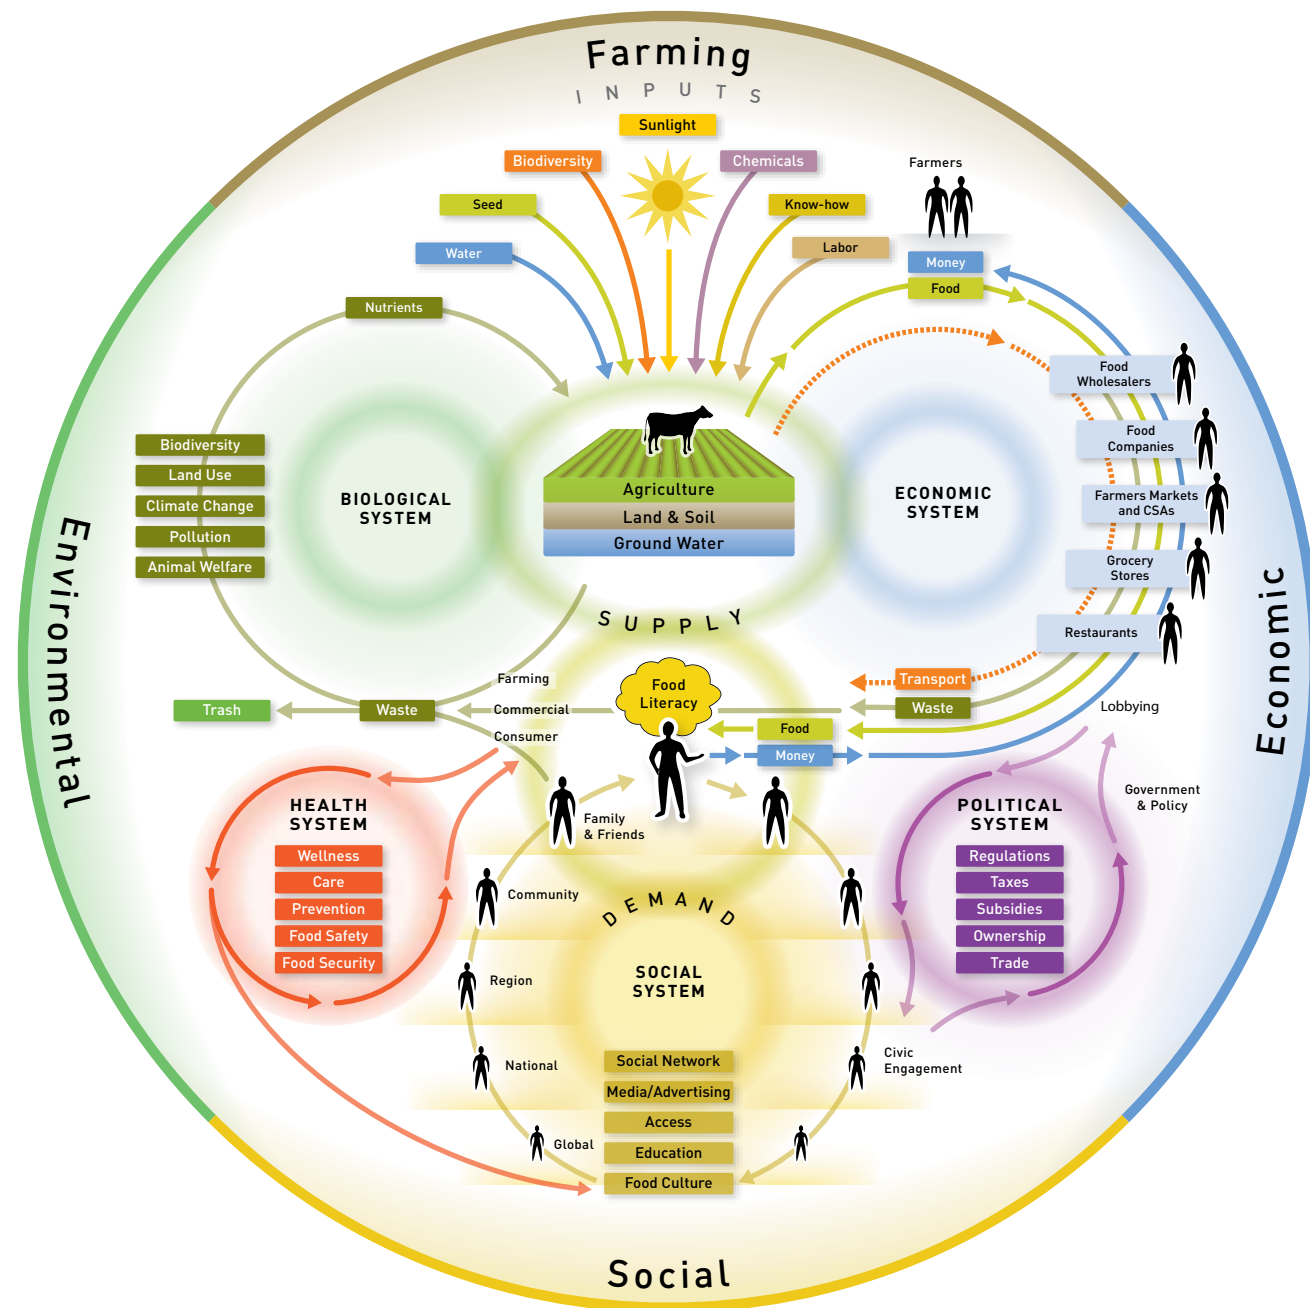 Farming
INPUTS
Sunlight
Biodiversity
Chemicals
Farmers
Seed
Know-how
Water
Labor
Money
Food
Nutrients
Food
Wholesalers
Food
Companies
Farmers Markets
and CSAs
Grocery
Stores
Restaurants
Biodiversity
Land Use
Climate Change
Pollution
Animal Welfare
BIOLOGICAL
SYSTEM
Agriculture
Land & Soil
Ground Water
ECONOMIC
SYSTEM
Environmental
Economic
SUPPLY
Farming
Commercial
Consumer
Trash
Waste
Food
Literacy
Transport
Waste
Food
Money
Lobbying
HEALTH
SYSTEM
Wellness
Care
Prevention
Food Safety
Food Security
Family
& Friends
Community
Region
National
Global
DEMAND
SOCIAL
SYSTEM
Social Network
Media/Advertising
Access
Education
Food Culture
POLITICAL
SYSTEM
Regulations
Taxes
Subsidies
Ownership
Trade
Government
& Policy
Civic
Engagement
Social